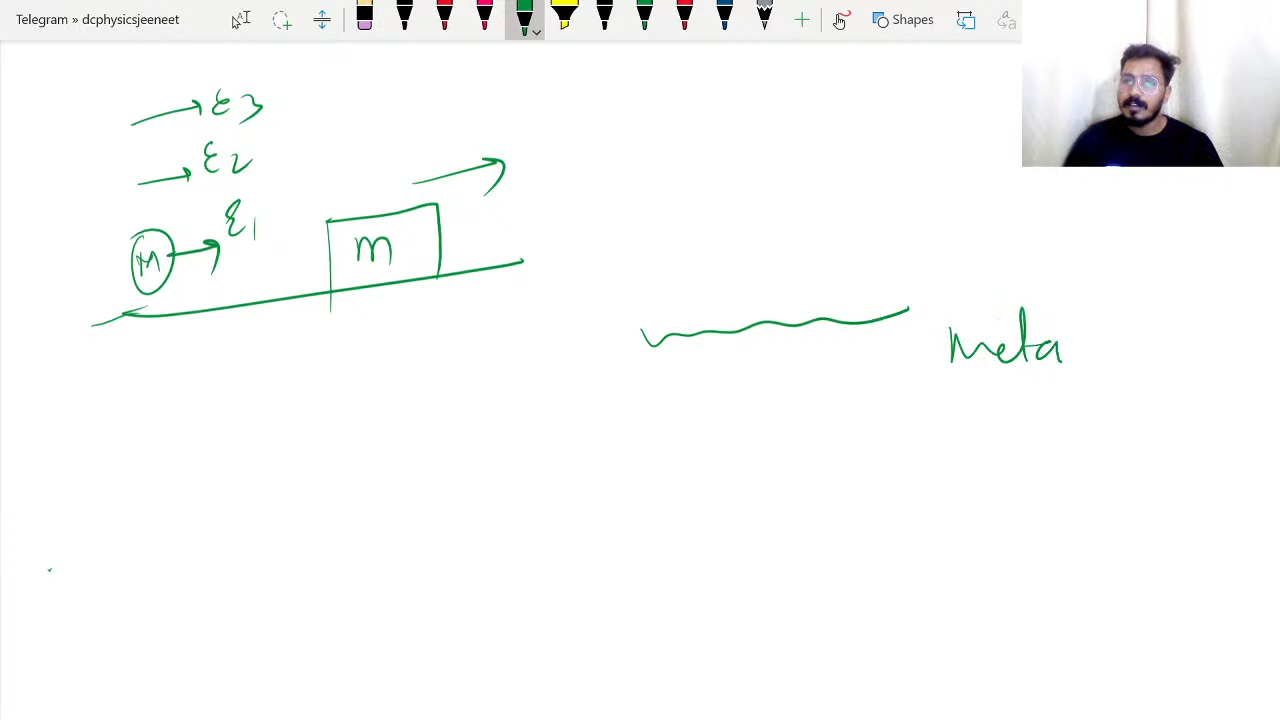 Telegram » dcphysicsjeeneet
Shapes
ε3
ε2
ε1
M
m
Meta